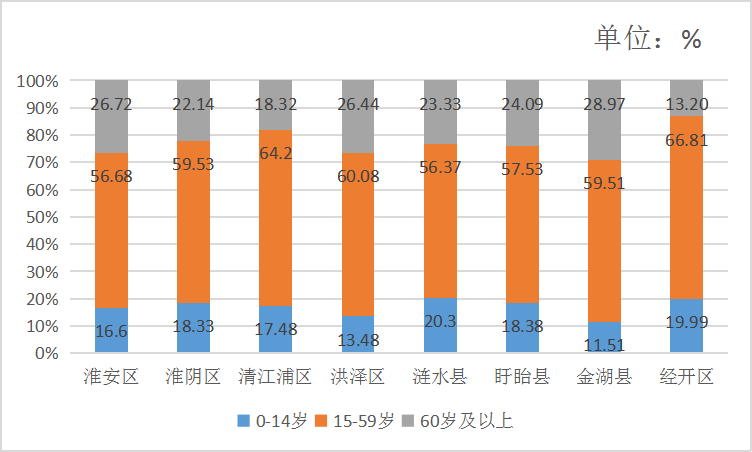 单位：%
100%
90%
80%
70%
60%
50%
40%
30%
20%
10%
0%
26.72 22.14 18.32 26.44 23.33 24.09 28.97 13.20
56.68 59.53 64.2 60.08 56.37 57.53 59.51 66.81
16.6 18.33 17.48 13.48 20.3 18.38 11.51 19.99
淮安区 淮阴区 清江浦区 洪泽区 涟水县 盱眙县 金湖县 经开区
0-14岁 15-59岁 60岁及以上